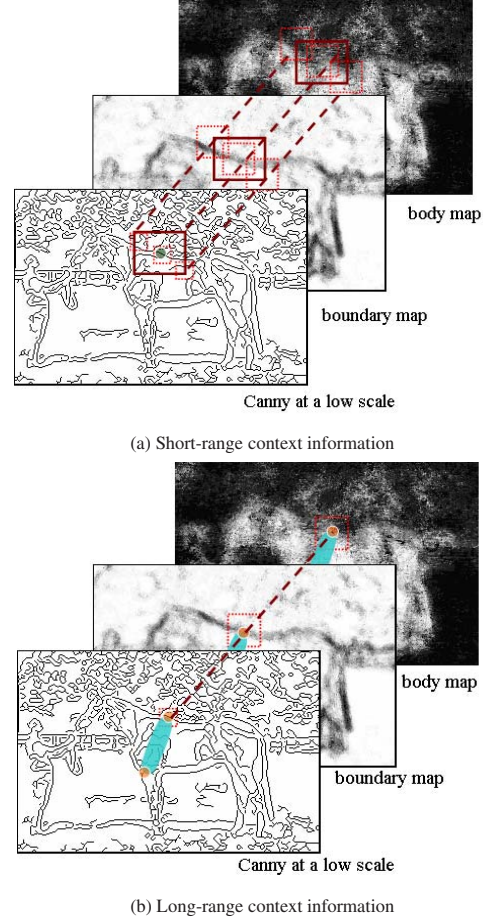 body map
boundary map
Canny at a low scale
(a) Short-range context information
body map
boundary map
Canny at a low scale
(b) Long-range context information